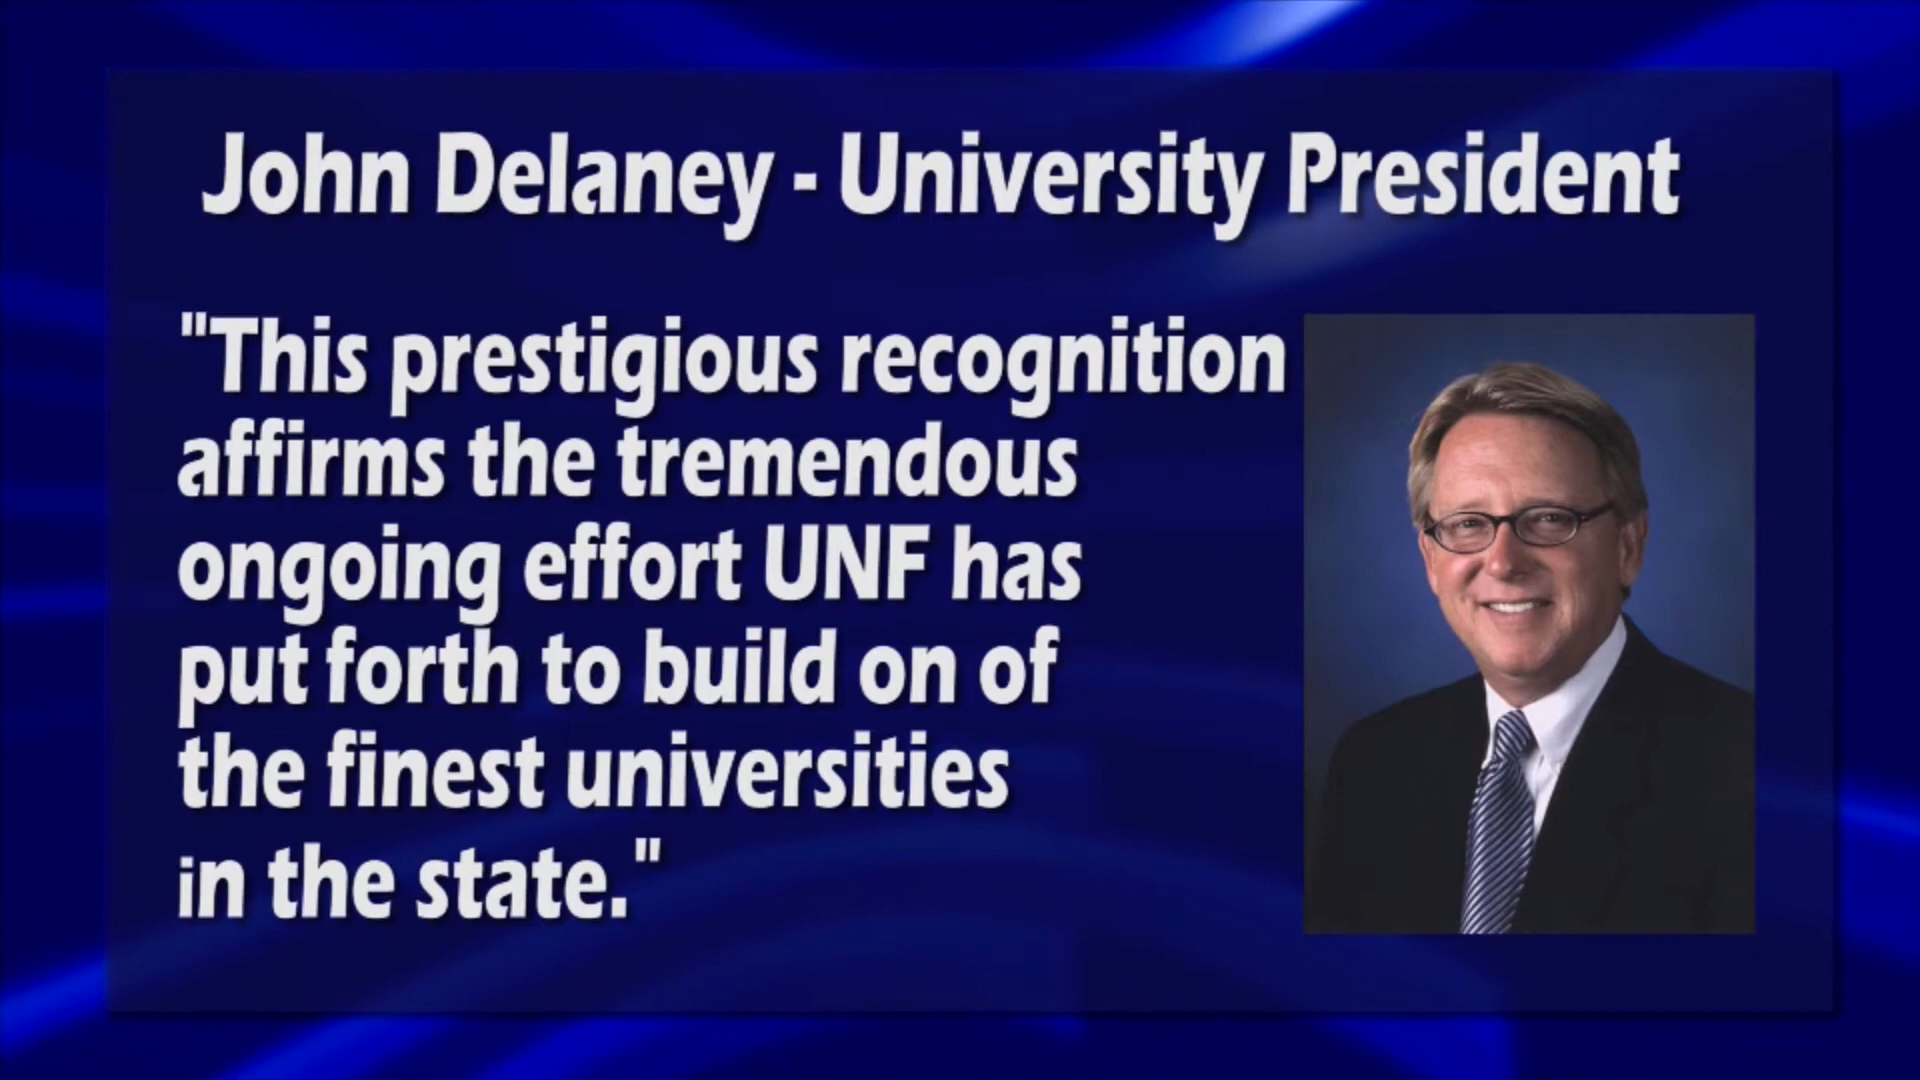 John Delaney - University President
"This prestigious recognition
affirms the tremendous
ongoing effort UNF has
put forth to build on of
the finest universities
in the state."